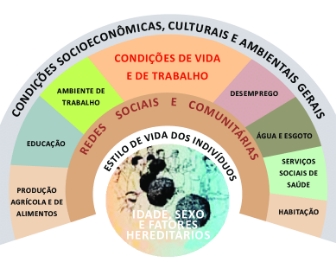 CONDIÇÕES SOCIOECONÔMICAS, CULTURAIS E AMBIENTAIS GERAIS
CONDIÇÕES DE VIDA
E DE TRABALHO
AMBIENTE DE
TRABALHO
DESEMPREGO
REDES SOCIAIS E COMUNITÁRIAS
EDUCAÇÃO
ÁGUA E ESGOTO
ESTILO DE VIDA DOS INDIVÍDUOS
SERVIÇOS
SOCIAIS DE
SAÚDE
PRODUÇÃO
AGRÍCOLA E DE
ALIMENTOS
HABITAÇÃO
IDADE, SEXO
E FATORES
HEREDITÁRIOS